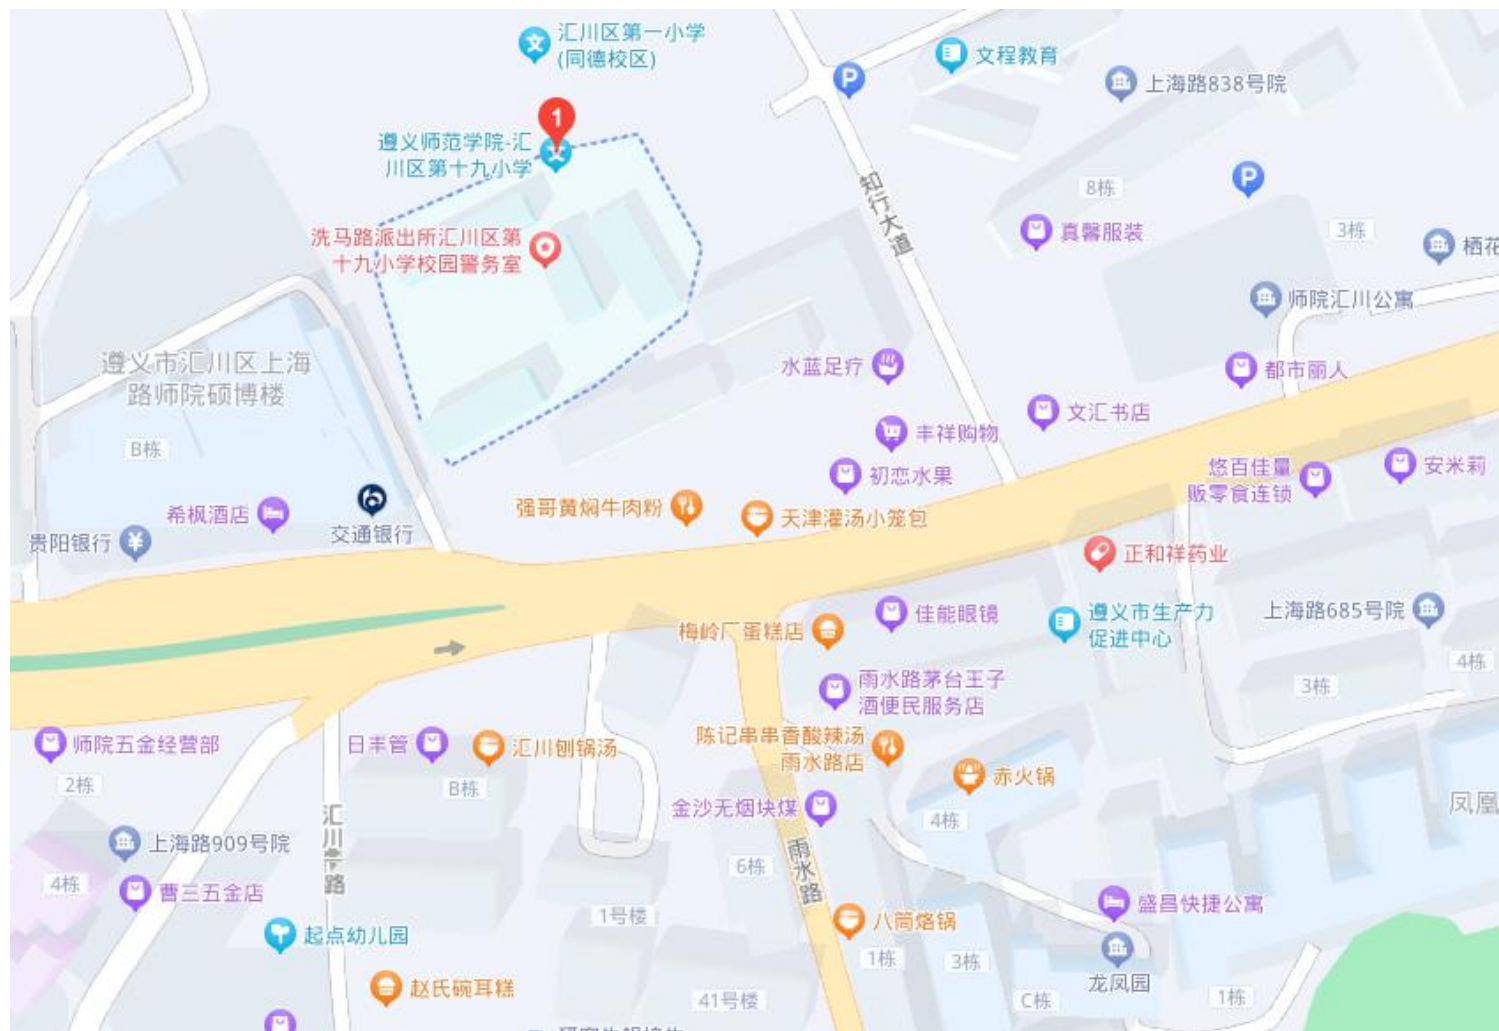 汇川区第一小学
(同德校区)
文程教育
P
上海路838号院
1
遵义师范学院-汇
川区第十九小学
知行大道
8栋
P
真馨服装
3栋
栖花
洗马路派出所汇川区第
十九小学校园警务室
师院汇川公寓
遵义市汇川区上海
路师院硕博楼
水蓝足疗
都市丽人
文汇书店
丰祥购物
B栋
初恋水果
悠百佳量
贩零食连锁
安米莉
希枫酒店
交通银行
强哥黄焖牛肉粉
天津灌汤小笼包
贵阳银行
正和祥药业
梅岭厂蛋糕店
佳能眼镜
遵义市生产力
促进中心
上海路685号院
4栋
雨水路茅台王子
酒便民服务店
3栋
师院五金经营部
日丰管
汇川刨锅汤
陈记串串香酸辣汤
雨水路店
赤火锅
2栋
B栋
金沙无烟块煤
4栋
凤凰
上海路909号院
雨水路
6栋
4栋
曹三五金店
1号楼
盛昌快捷公寓
起点幼儿园
八筒烙锅
1栋
3栋
龙凤园
赵氏碗耳糕
41号楼
C栋
1栋